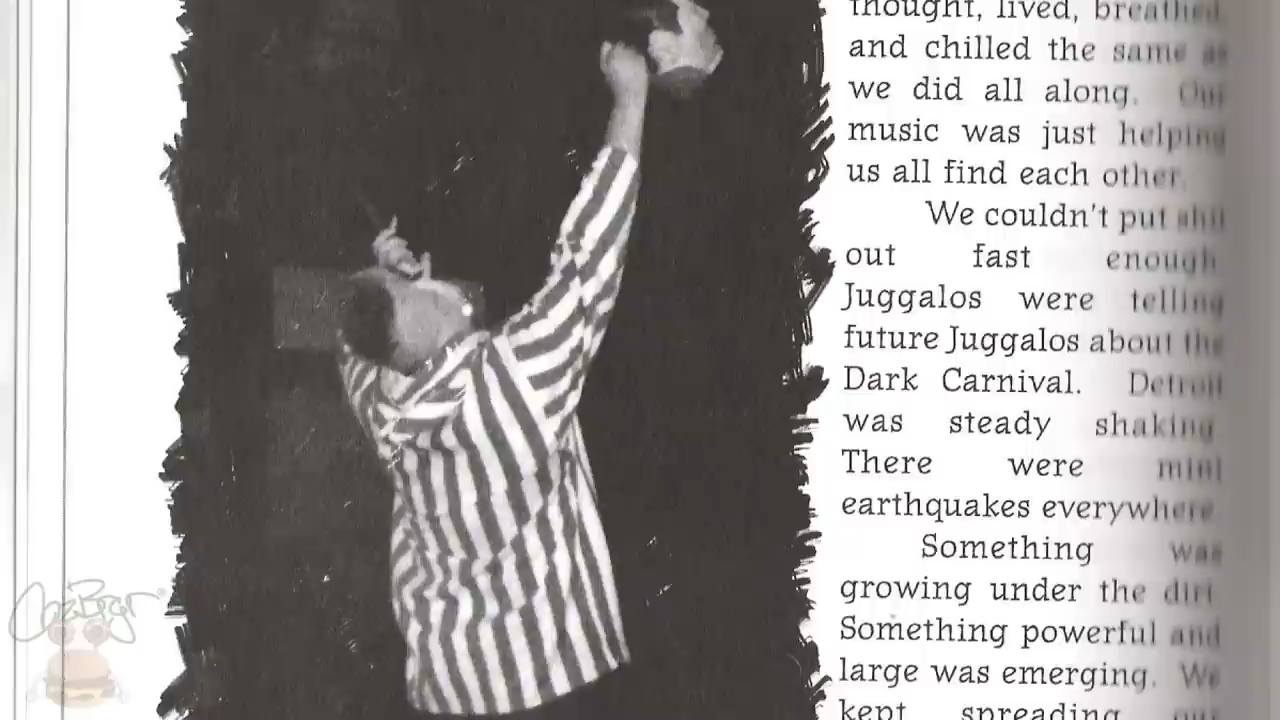 thought, lived, breathed
and chilled the same as
we did all along. Our
music was just helping
us all find each other.
We couldn't put shit
out fast enough.
Juggalos were telling
future Juggalos about the
Dark Carnival. Detroit
was steady shaking.
There were mini
earthquakes everywhere.
Something was
growing under the dirt.
Something powerful and
large was emerging. We
kept spreading our